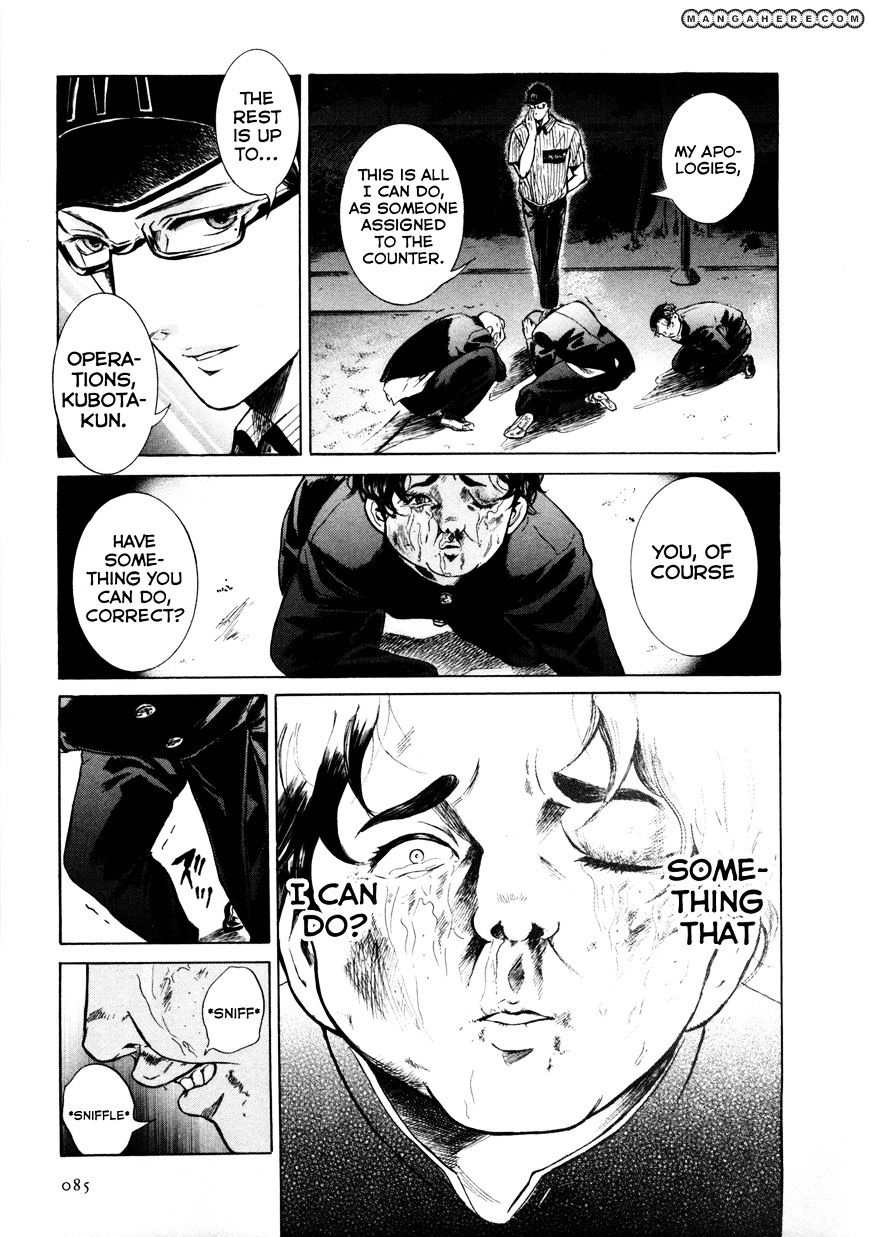 MANGAHERE.COM
MY APO-
LOGIES,
THIS IS ALL
I CAN DO,
AS SOMEONE
ASSIGNED
TO THE
COUNTER.
THE
REST
IS UP
TO...
OPERA-
TIONS,
KUBOTA-
KUN.
YOU, OF
COURSE
HAVE
SOME-
THING YOU
CAN DO,
CORRECT?
SOME-
THING
THAT
I CAN
DO?
*SNIFF*
*SNIFFLE*
085